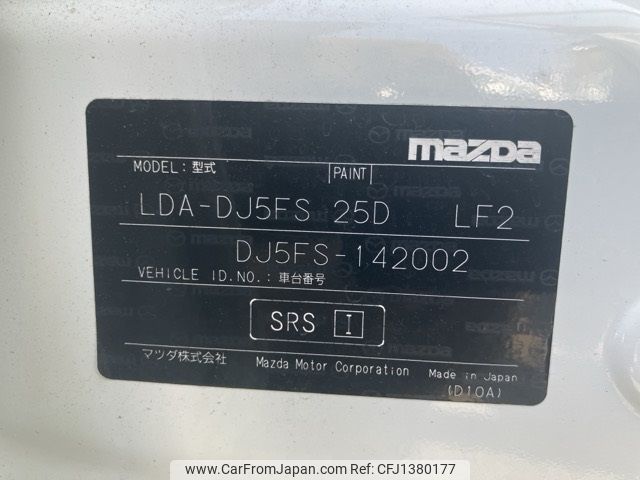 mazda
MODEL: 型式 PAINT
LDA-DJ5FS 25D LF2
DJ5FS-142002
VEHICLE ID.NO.: 車台番号
SRS I
マツダ株式会社 Mazda Motor Corporation Made in Japan
(D10A)
www.CarFromJapan.com - CFJ1380177